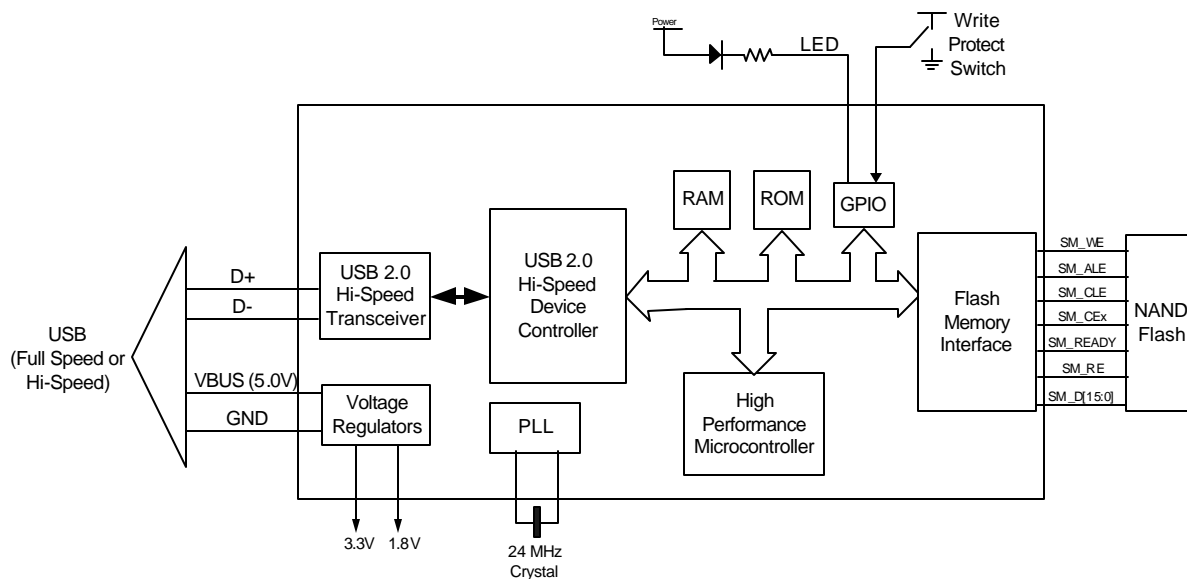 Power
LED
Write
Protect
Switch
RAM
ROM
GPIO
USB
(Full Speed or
Hi-Speed)
D+
D-
VBUS (5.0V)
GND
USB 2.0
Hi-Speed
Transceiver
Voltage
Regulators
3.3V
1.8V
USB 2.0
Hi-Speed
Device
Controller
PLL
24 MHz
Crystal
High
Performance
Microcontroller
Flash
Memory
Interface
SM_WE
SM_ALE
SM_CLE
SM_CEx
SM_READY
SM_RE
SM_D[15:0]
NAND
Flash